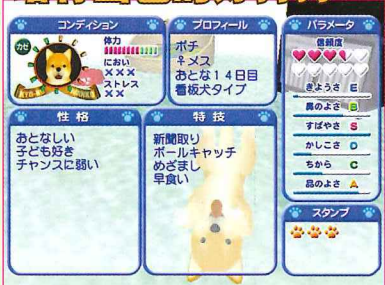 コンディション
カゼ
体力
におい
×××
ストレス
××
プロフィール
ポチ
♀メス
おとな14日目
看板犬タイプ
パラメータ
信頼度
きようさ E
鼻のよさ B
すばやさ S
かしこさ D
ちから C
品のよさ A
性格
おとなしい
子ども好き
チャンスに弱い
特技
新聞取り
ボールキャッチ
めざまし
早食い
スタンプ